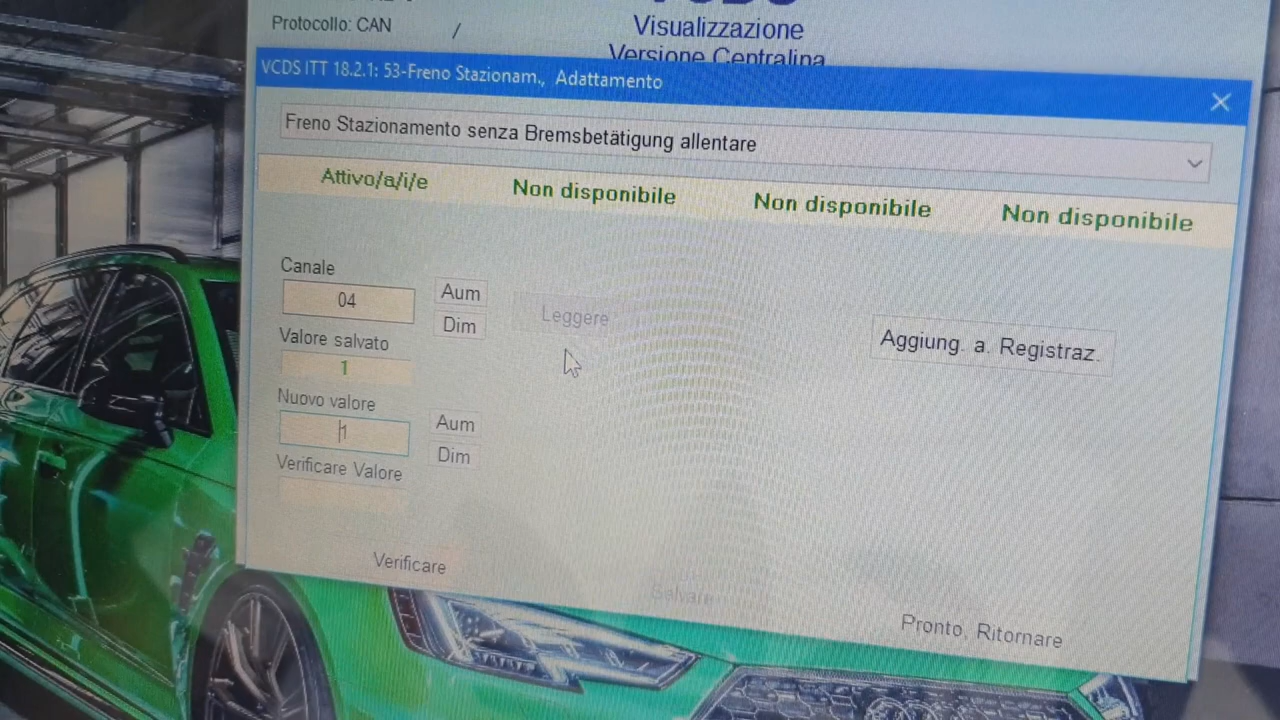 Protocollo: CAN
/
Visualizzazione
Versione Centralina
VCDS ITT 18.2.1: 53-Freno Stazionam., Adattamento
Freno Stazionamento senza Bremsbetätigung allentare
Attivo/a/i/e Non disponibile Non disponibile Non disponibile
Canale
04 Aum
Dim
Leggere
Aggiung. a. Registraz.
Valore salvato
1
Nuovo valore
1 Aum
Dim
Verificare Valore
Verificare
Salvare
Pronto, Ritornare